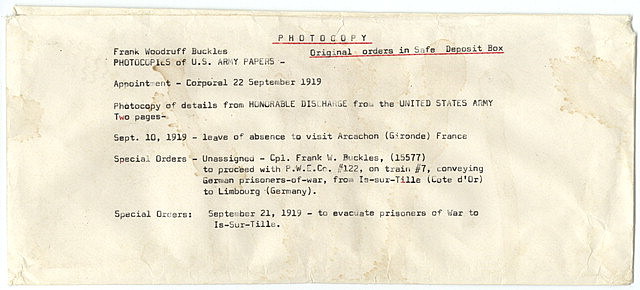 PHOTOCOPY
Frank Woodruff Buckles Original orders in Safe Deposit Box
PHOTOCOPIES of U.S. ARMY PAPERS -
Appointment - Corporal 22 September 1919
Photocopy of details from HONORABLE DISCHARGE from the UNITED STATES ARMY
Two pages-
Sept. 10, 1919 - leave of absence to visit Arcachon (Gironde) France
Special Orders - Unassigned - Cpl. Frank W. Buckles, (15577)
to proceed with P.W.E.Co. #122, on train #7, conveying
German prisoners-of-war, from Is-sur-Tille (Cote d'Or)
to Limbourg (Germany).
Special Orders: September 21, 1919 - to evacuate prisoners of War to
Is-Sur-Tille.